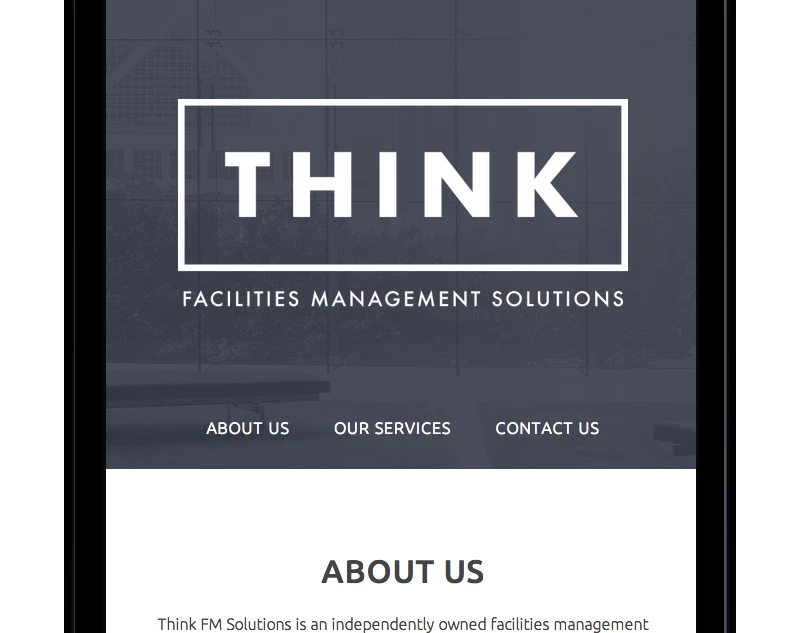 THINK
FACILITIES MANAGEMENT SOLUTIONS
ABOUT US OUR SERVICES CONTACT US
ABOUT US
Think FM Solutions is an independently owned facilities management